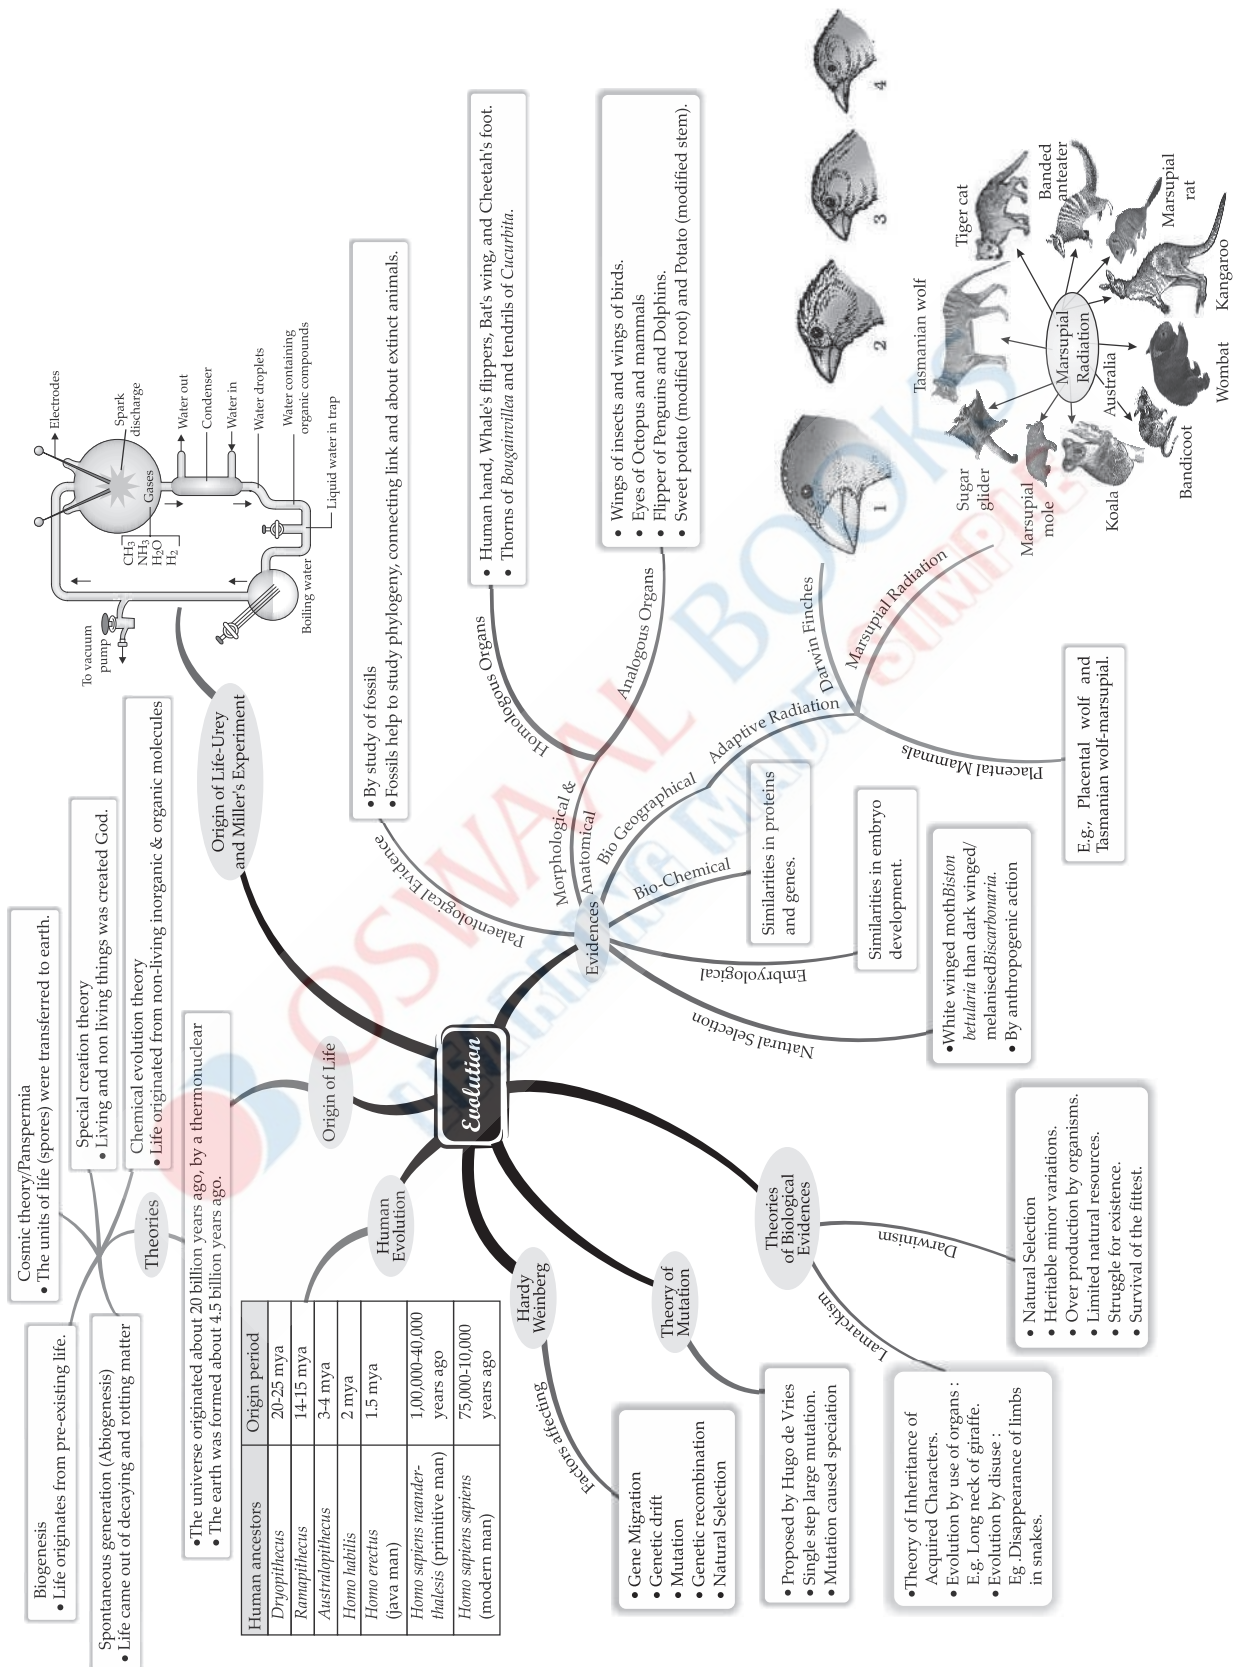 Biogenesis
• Life originates from pre-existing life.
Spontaneous generation (Abiogenesis)
• Life came out of decaying and rotting matter
Cosmic theory/Panspermia
• The units of life (spores) were transferred to earth.
Special creation theory
• Living and non living things was created God.
Chemical evolution theory
• Life originated from non-living inorganic & organic molecules
Theories
•The universe originated about 20 billion years ago, by a thermonuclear
• The earth was formed about 4.5 billion years ago.
Origin of Life
Origin of Life-Urey
and Miller's Experiment
To vacuum
pump
CH3
NH3
H2O
H2
Gases
Electrodes
Spark
discharge
Water out
Condenser
Water in
Water droplets
Water containing
organic compounds
Liquid water in trap
Boiling water
Human
Evolution
Human ancestors Origin period
Dryopithecus 20-25 mya
Ramapithecus 14-15 mya
Australopithecus 3-4 mya
Homo habilis 2 mya
Homo erectus 1.5 mya
(java man)
Homo sapiens neander- 1,00,000-40,000
thalesis (primitive man) years ago
Homo sapiens sapiens 75,000-10,000
(modern man) years ago
Evolution
Hardy
Weinberg
Factors affecting
• Gene Migration
• Genetic drift
• Mutation
• Genetic recombination
• Natural Selection
Theory of
Mutation
• Proposed by Hugo de Vries
• Single step large mutation.
• Mutation caused speciation
Theories
of Biological
Evidences
Lamarckism
•Theory of Inheritance of
Acquired Characters.
• Evolution by use of organs :
E.g. Long neck of giraffe.
• Evolution by disuse :
Eg .Disappearance of limbs
in snakes.
Darwinism
• Natural Selection
• Heritable minor variations.
• Over production by organisms.
• Limited natural resources.
• Struggle for existence.
• Survival of the fittest.
Evidences
Palaentological Evidence
• By study of fossils
• Fossils help to study phylogeny, connecting link and about extinct animals.
Morphological &
Anatomical
Homologous Organs
• Human hand, Whale's flippers, Bat's wing, and Cheetah's foot.
• Thorns of Bougainvillea and tendrils of Cucurbita.
Analogous Organs
• Wings of insects and wings of birds.
• Eyes of Octopus and mammals
• Flipper of Penguins and Dolphins.
• Sweet potato (modified root) and Potato (modified stem).
Bio Geographical
Adaptive Radiation
Darwin Finches
1
2
3
4
Marsupial Radiation
Marsupial
Radiation
Australia
Tasmanian wolf
Tiger cat
Banded
anteater
Marsupial
rat
Kangaroo
Wombat
Bandicoot
Koala
Marsupial
mole
Sugar
glider
Placental Mammals
E.g., Placental wolf and
Tasmanian wolf-marsupial.
Bio-Chemical
Similarities in proteins
and genes.
Embryological
Similarities in embryo
development.
Natural Selection
•White winged mothBiston
betularia than dark winged/
melanisedBiscarbonaria.
• By anthropogenic action
OSWAAL BOOKS
LEARNING MADE SIMPLE